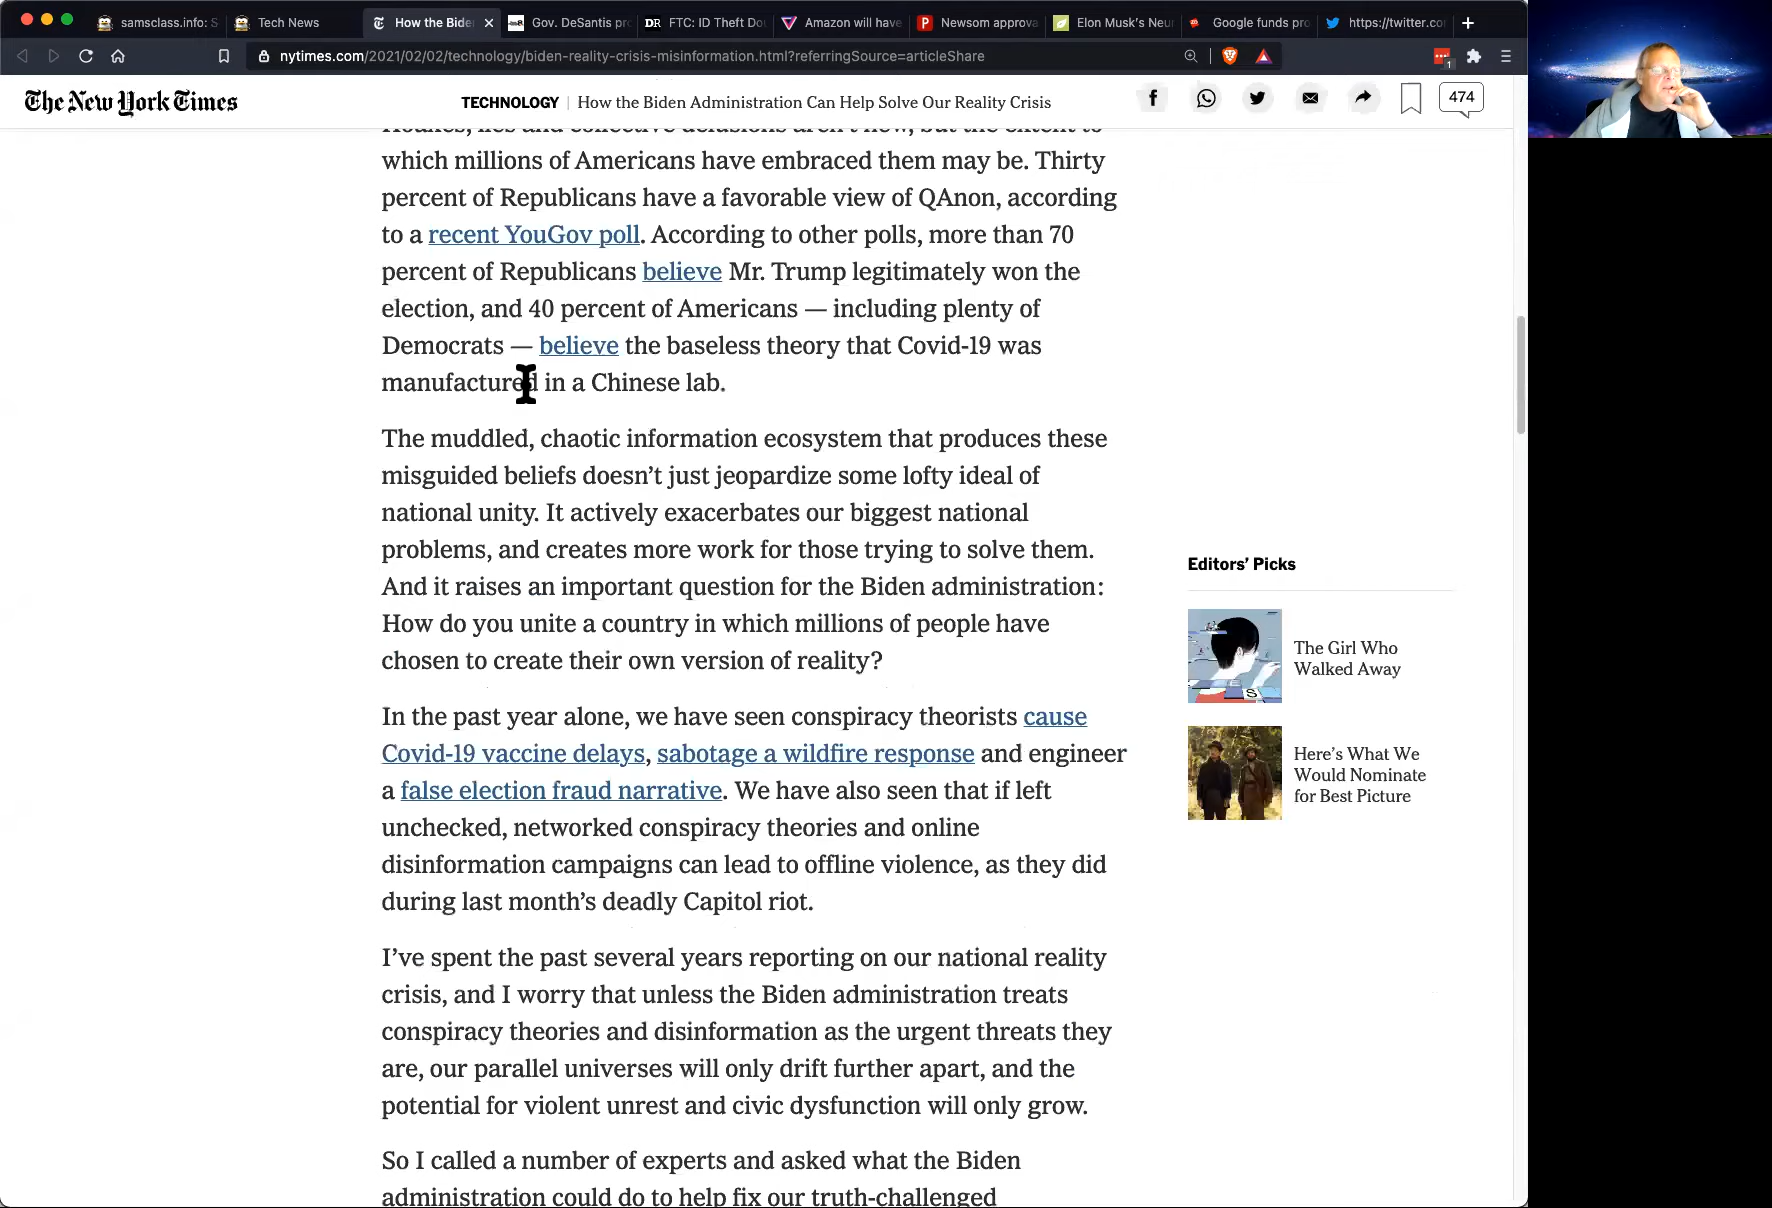 samsclass.info: S
Tech News
How the Bide
Gov. DeSantis pr
FTC: ID Theft Do
Amazon will have
Newsom approva
Elon Musk's Neu
Google funds pro
https://twitter.co
nytimes.com/2021/02/02/technology/biden-reality-crisis-misinformation.html?referringSource=articleShare
The New York Times
TECHNOLOGY | How the Biden Administration Can Help Solve Our Reality Crisis
474
Hoaxes, lies and collective delusions aren't new, but the extent to
which millions of Americans have embraced them may be. Thirty
percent of Republicans have a favorable view of QAnon, according
to a recent YouGov poll. According to other polls, more than 70
percent of Republicans believe Mr. Trump legitimately won the
election, and 40 percent of Americans — including plenty of
Democrats — believe the baseless theory that Covid-19 was
manufactured in a Chinese lab.
The muddled, chaotic information ecosystem that produces these
misguided beliefs doesn't just jeopardize some lofty ideal of
national unity. It actively exacerbates our biggest national
problems, and creates more work for those trying to solve them.
And it raises an important question for the Biden administration:
How do you unite a country in which millions of people have
chosen to create their own version of reality?
In the past year alone, we have seen conspiracy theorists cause
Covid-19 vaccine delays, sabotage a wildfire response and engineer
a false election fraud narrative. We have also seen that if left
unchecked, networked conspiracy theories and online
disinformation campaigns can lead to offline violence, as they did
during last month's deadly Capitol riot.
I've spent the past several years reporting on our national reality
crisis, and I worry that unless the Biden administration treats
conspiracy theories and disinformation as the urgent threats they
are, our parallel universes will only drift further apart, and the
potential for violent unrest and civic dysfunction will only grow.
So I called a number of experts and asked what the Biden
administration could do to help fix our truth-challenged
Editors' Picks
The Girl Who
Walked Away
Here's What We
Would Nominate
for Best Picture